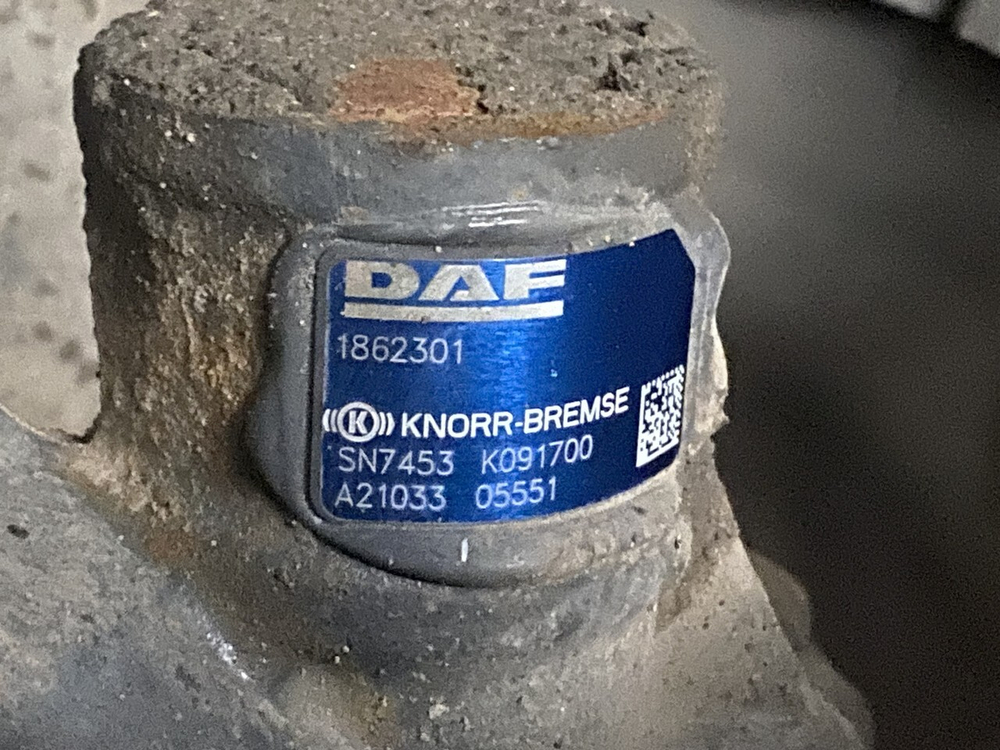 DAF
1862301
((K)) KNORR-BREMSE
SN7453 K091700
A21033 05551